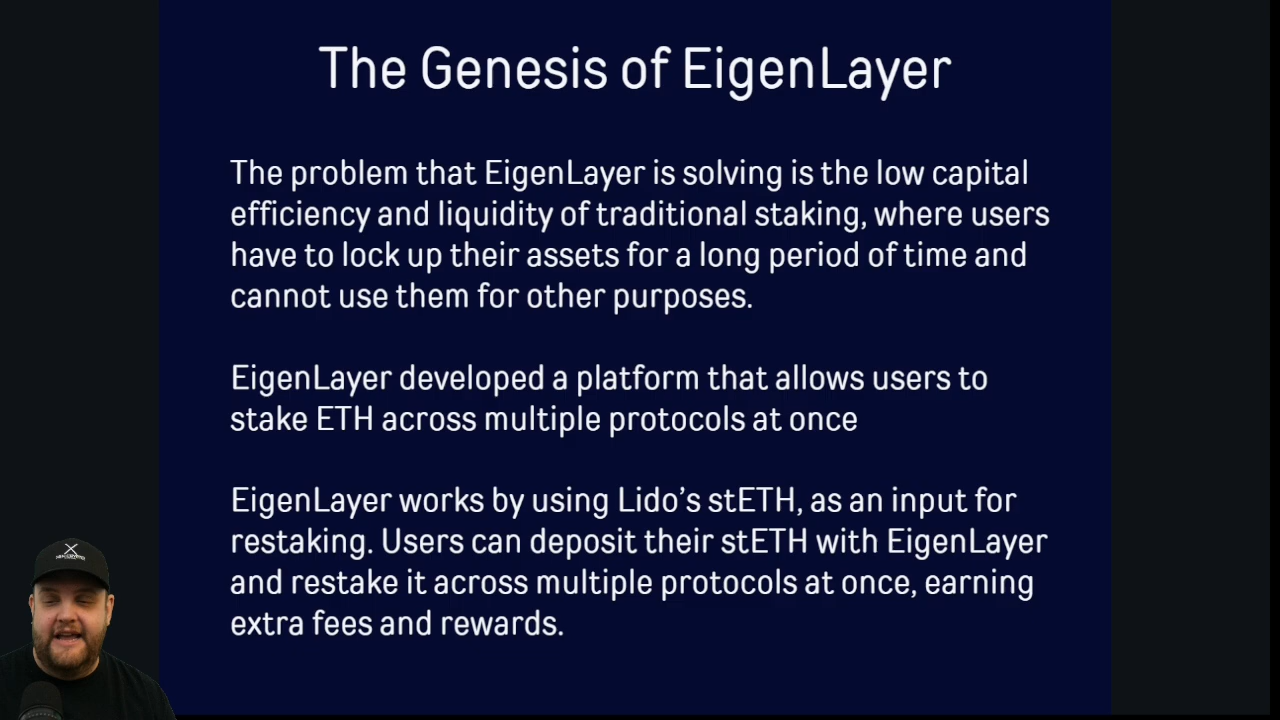 The Genesis of EigenLayer
The problem that EigenLayer is solving is the low capital
efficiency and liquidity of traditional staking, where users
have to lock up their assets for a long period of time and
cannot use them for other purposes.
EigenLayer developed a platform that allows users to
stake ETH across multiple protocols at once
EigenLayer works by using Lido’s stETH, as an input for
restaking. Users can deposit their stETH with EigenLayer
and restake it across multiple protocols at once, earning
extra fees and rewards.